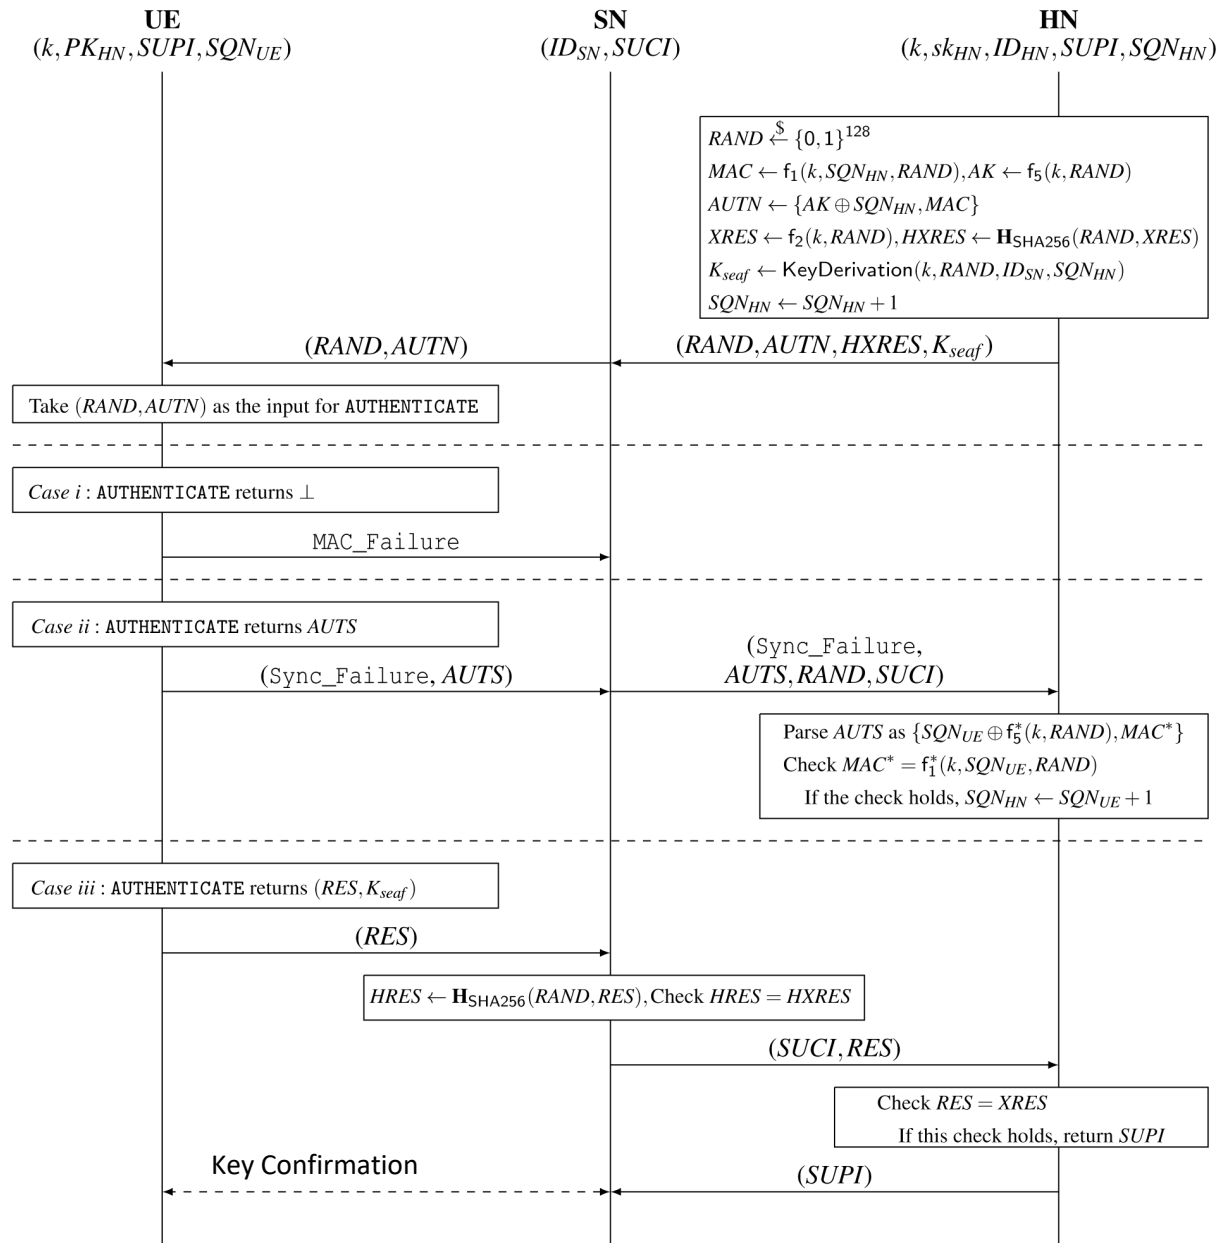 UE SN HN
(k, PK_HN, SUPI, SQN_UE) (ID_SN, SUCI) (k, sk_HN, ID_HN, SUPI, SQN_HN)
RAND ←$ {0,1}^128
MAC ← f_1(k, SQN_HN, RAND), AK ← f_5(k, RAND)
AUTN ← {AK ⊕ SQN_HN, MAC}
XRES ← f_2(k, RAND), HXRES ← H_SHA256(RAND, XRES)
K_seaf ← KeyDerivation(k, RAND, ID_SN, SQN_HN)
SQN_HN ← SQN_HN + 1
(RAND, AUTN) (RAND, AUTN, HXRES, K_seaf)
Take (RAND, AUTN) as the input for AUTHENTICATE
Case i : AUTHENTICATE returns ⊥
MAC_Failure
Case ii : AUTHENTICATE returns AUTS
(Sync_Failure,
(Sync_Failure, AUTS) AUTS, RAND, SUCI)
Parse AUTS as {SQN_UE ⊕ f_5^*(k, RAND), MAC^*}
Check MAC^* = f_1^*(k, SQN_UE, RAND)
If the check holds, SQN_HN ← SQN_UE + 1
Case iii : AUTHENTICATE returns (RES, K_seaf)
(RES)
HRES ← H_SHA256(RAND, RES), Check HRES = HXRES
(SUCI, RES)
Check RES = XRES
If this check holds, return SUPI
Key Confirmation (SUPI)